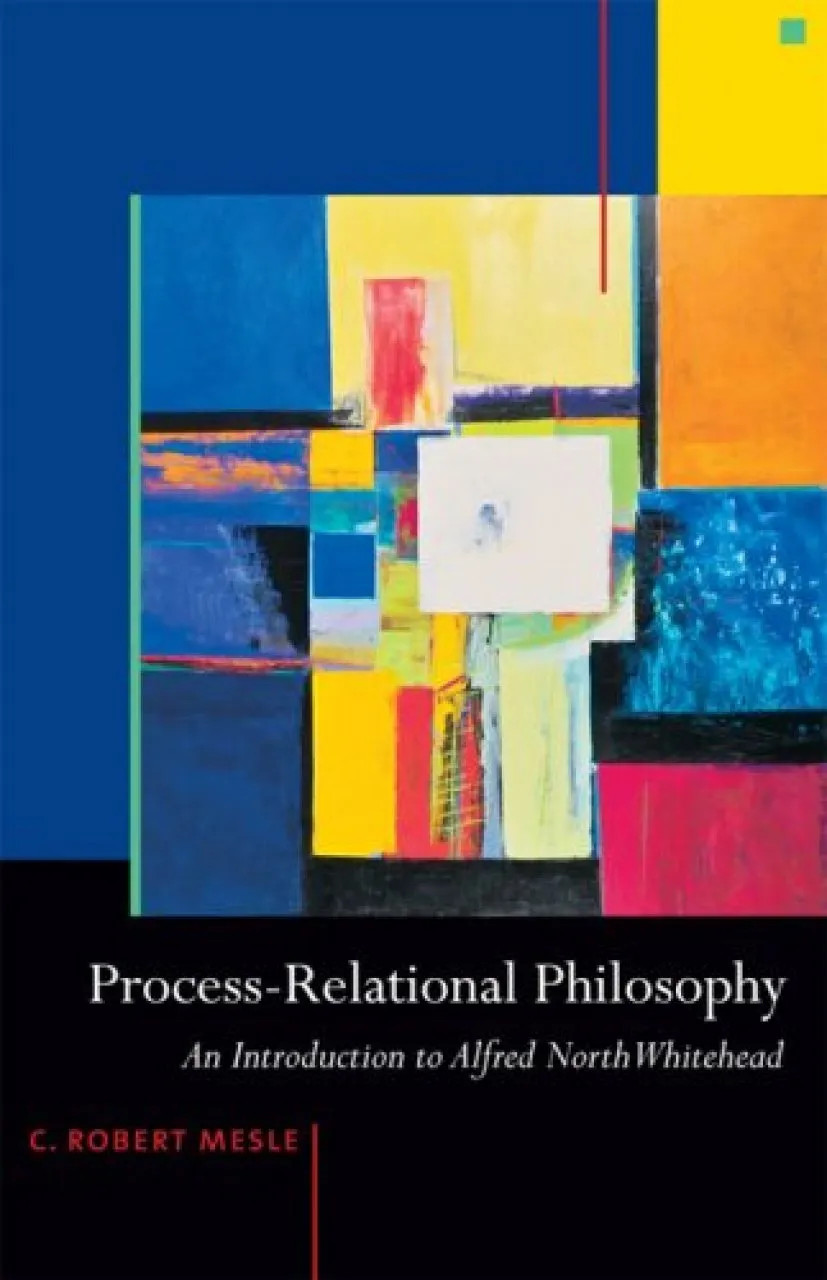 Process-Relational Philosophy
An Introduction to Alfred North Whitehead
C. ROBERT MESLE